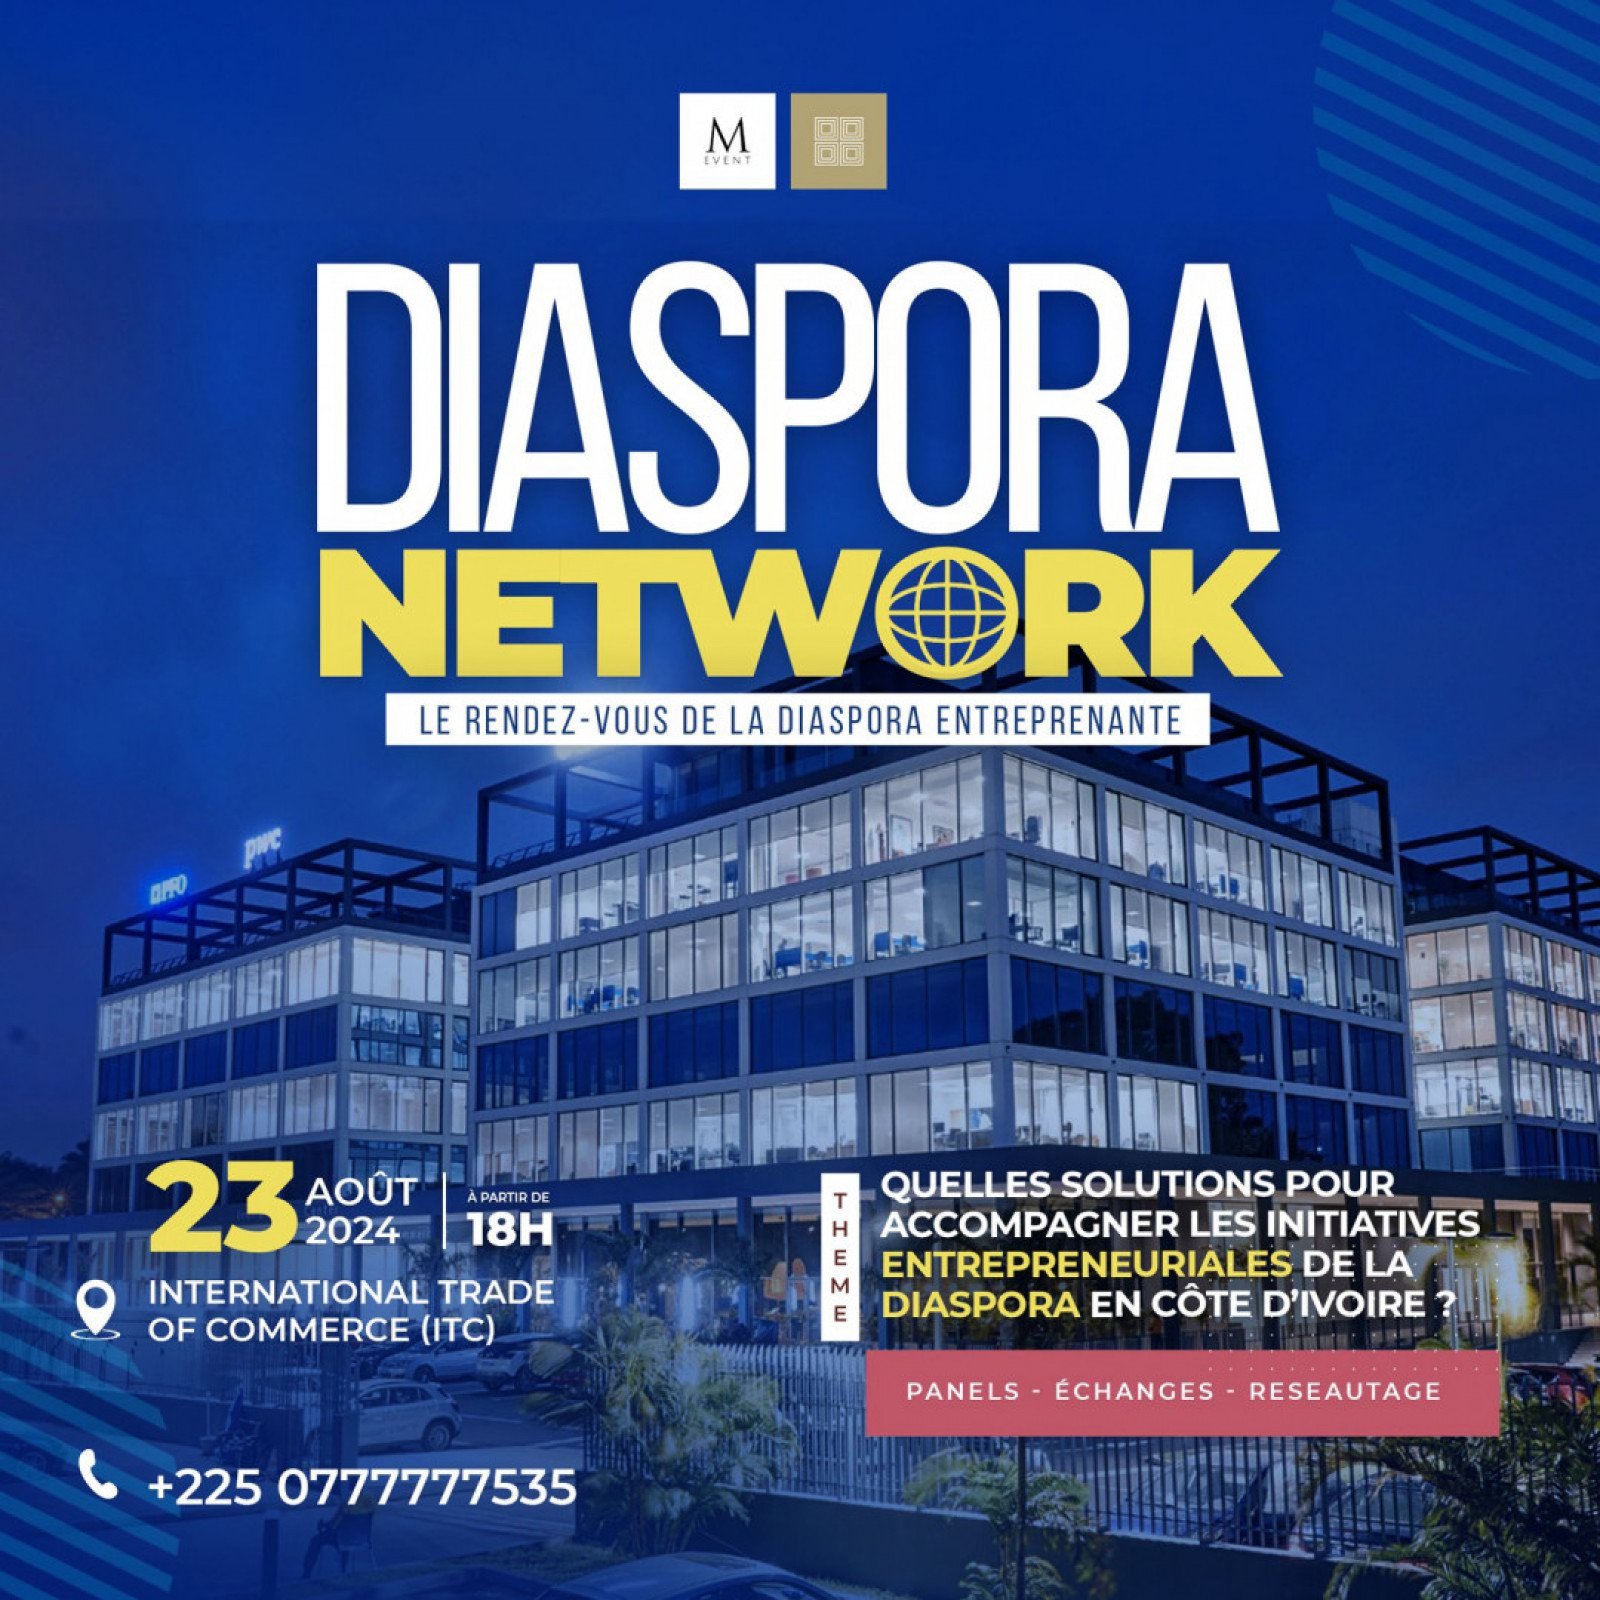 M
EVENT
DIASPORA
NETWORK
LE RENDEZ-VOUS DE LA DIASPORA ENTREPRENANTE
pwc
PFO
23 AOÛT
2024
À PARTIR DE
18H
INTERNATIONAL TRADE
OF COMMERCE (ITC)
+225 0777777535
THEME
QUELLES SOLUTIONS POUR
ACCOMPAGNER LES INITIATIVES
ENTREPRENEURIALES DE LA
DIASPORA EN CÔTE D'IVOIRE ?
PANELS - ÉCHANGES - RESEAUTAGE